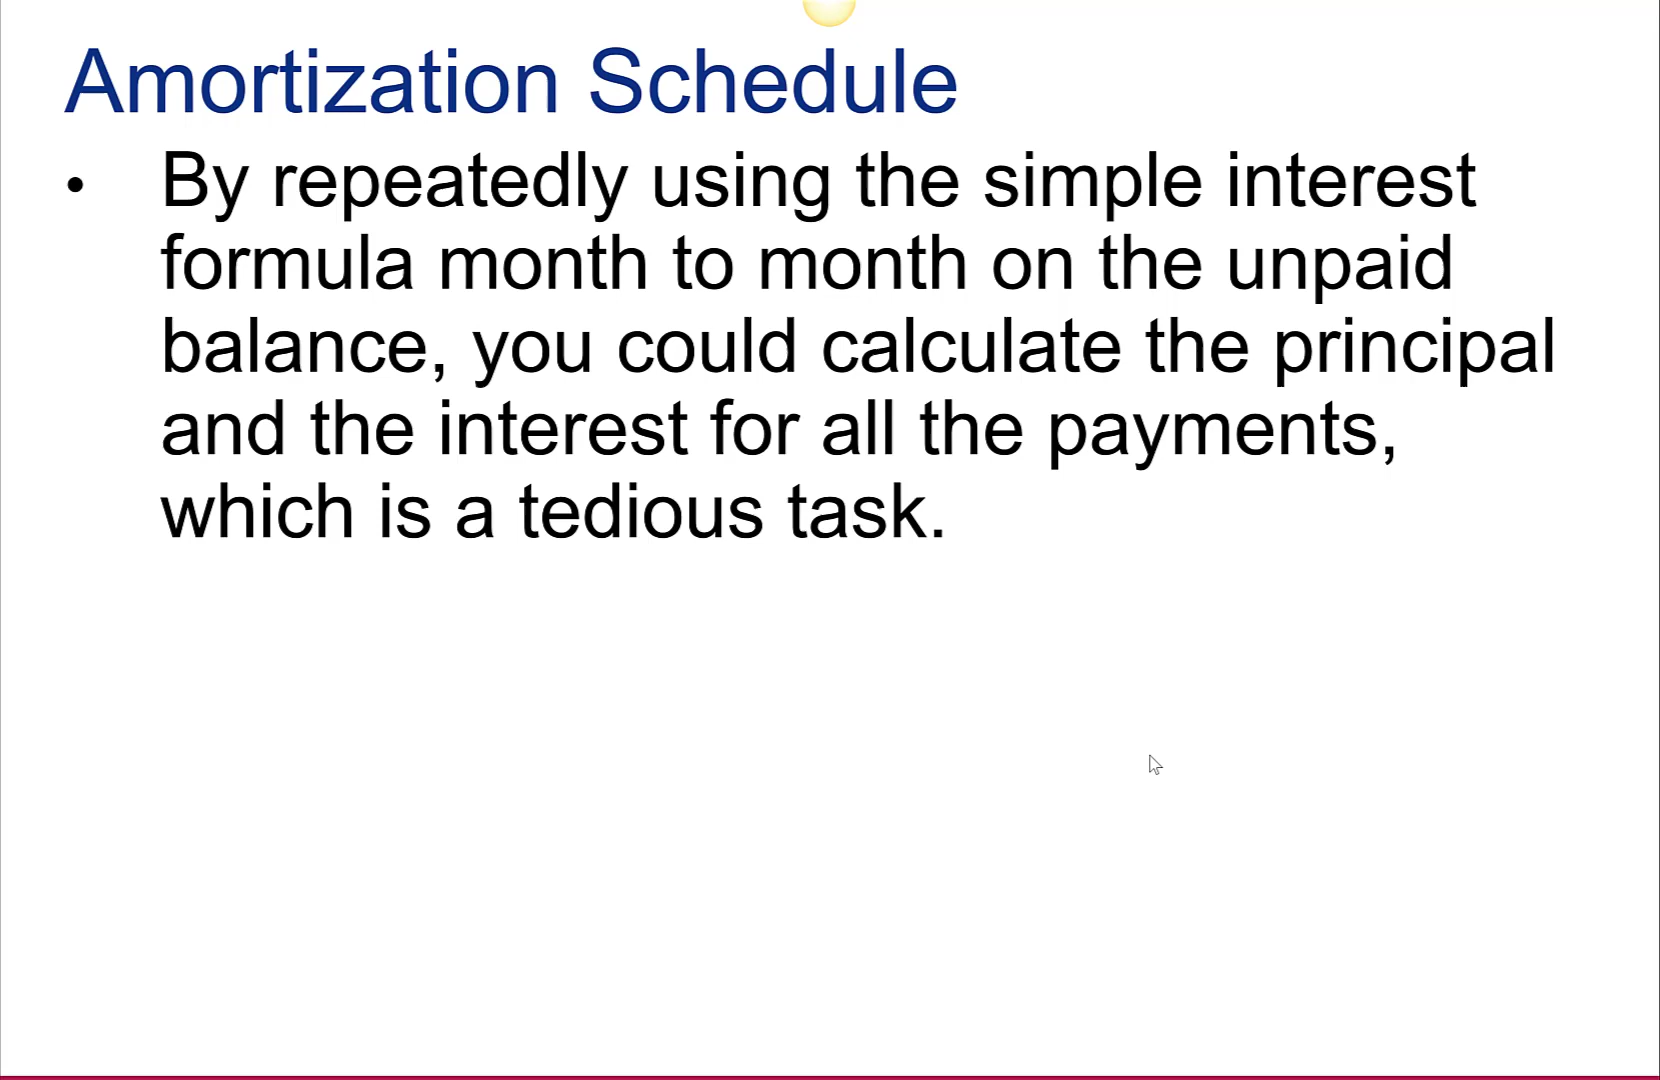 Amortization Schedule
• By repeatedly using the simple interest
formula month to month on the unpaid
balance, you could calculate the principal
and the interest for all the payments,
which is a tedious task.